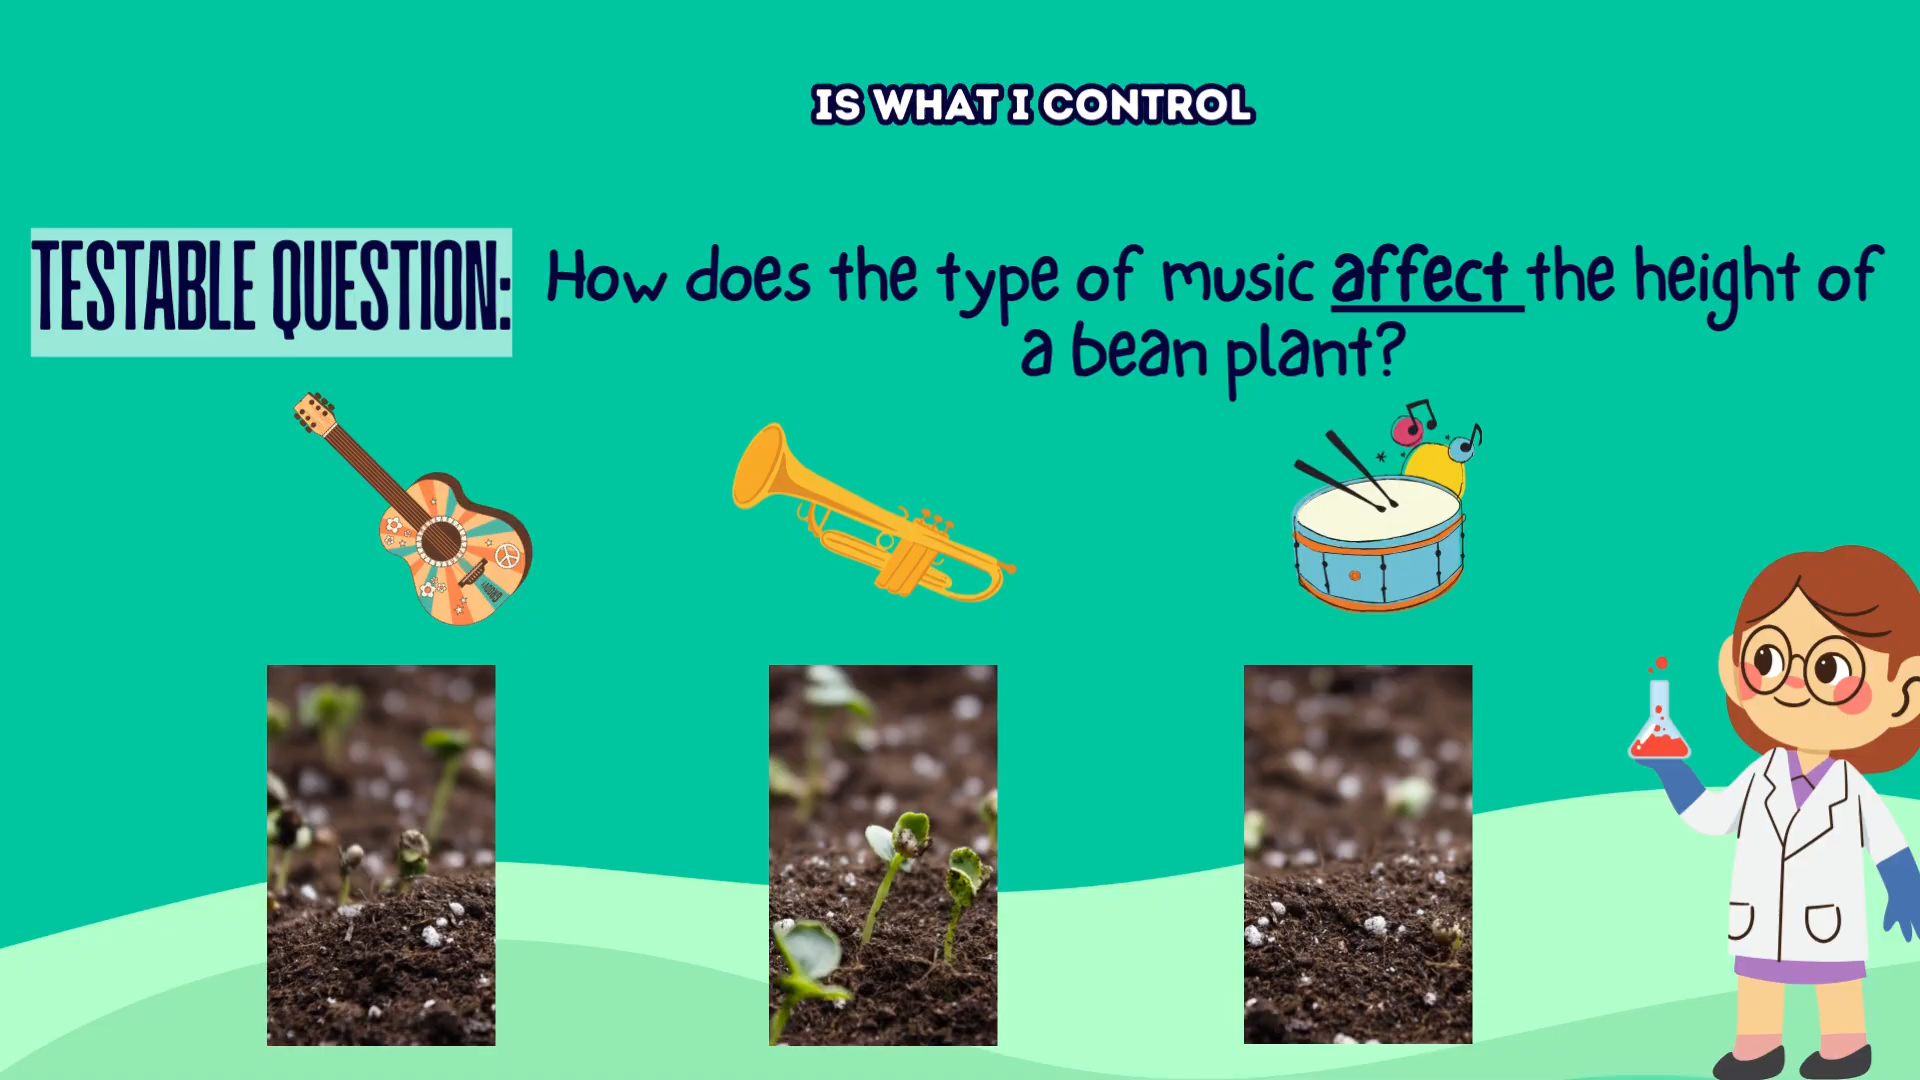 IS WHAT I CONTROL
TESTABLE QUESTION: How does the type of music affect the height of
a bean plant?